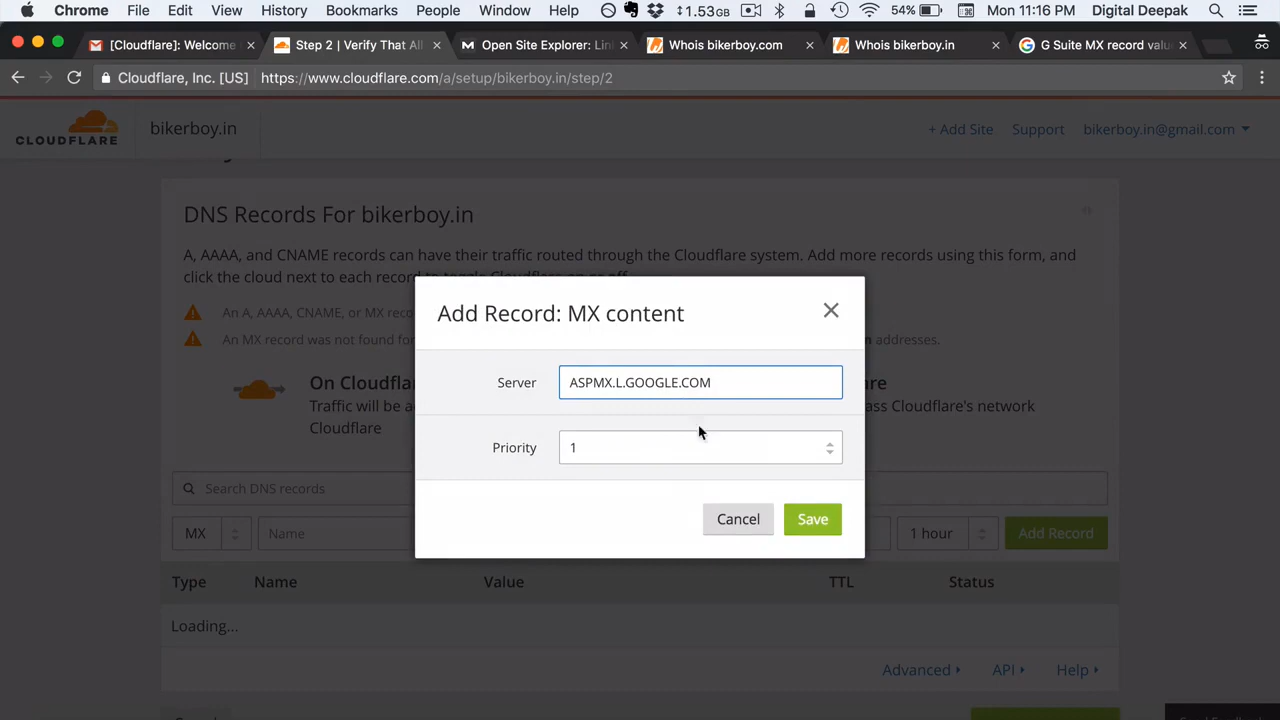 Chrome File Edit View History Bookmarks People Window Help 1.53GB 54% Mon 11:16 PM Digital Deepak
[Cloudflare]: Welcome × Step 2 | Verify That All × Open Site Explorer: Lin × Whois bikerboy.com × Whois bikerboy.in × G Suite MX record valu ×
Cloudflare, Inc. [US] https://www.cloudflare.com/a/setup/bikerboy.in/step/2
CLOUDFLARE bikerboy.in + Add Site Support bikerboy.in@gmail.com
DNS Records For bikerboy.in
A, AAAA, and CNAME records can have their traffic routed through the Cloudflare system. Add more records using this form, and
click the cloud next to each record to toggle Cloudflare on or off.
An A, AAAA, CNAME, or MX reco
An MX record was not found for addresses.
Add Record: MX content
On Cloudfla
Traffic will be a ass Cloudflare's network
Cloudflare
Server ASPMX.L.GOOGLE.COM
Priority 1
Cancel Save
Search DNS records
MX Name 1 hour Add Record
Type Name Value TTL Status
Loading...
Advanced API Help